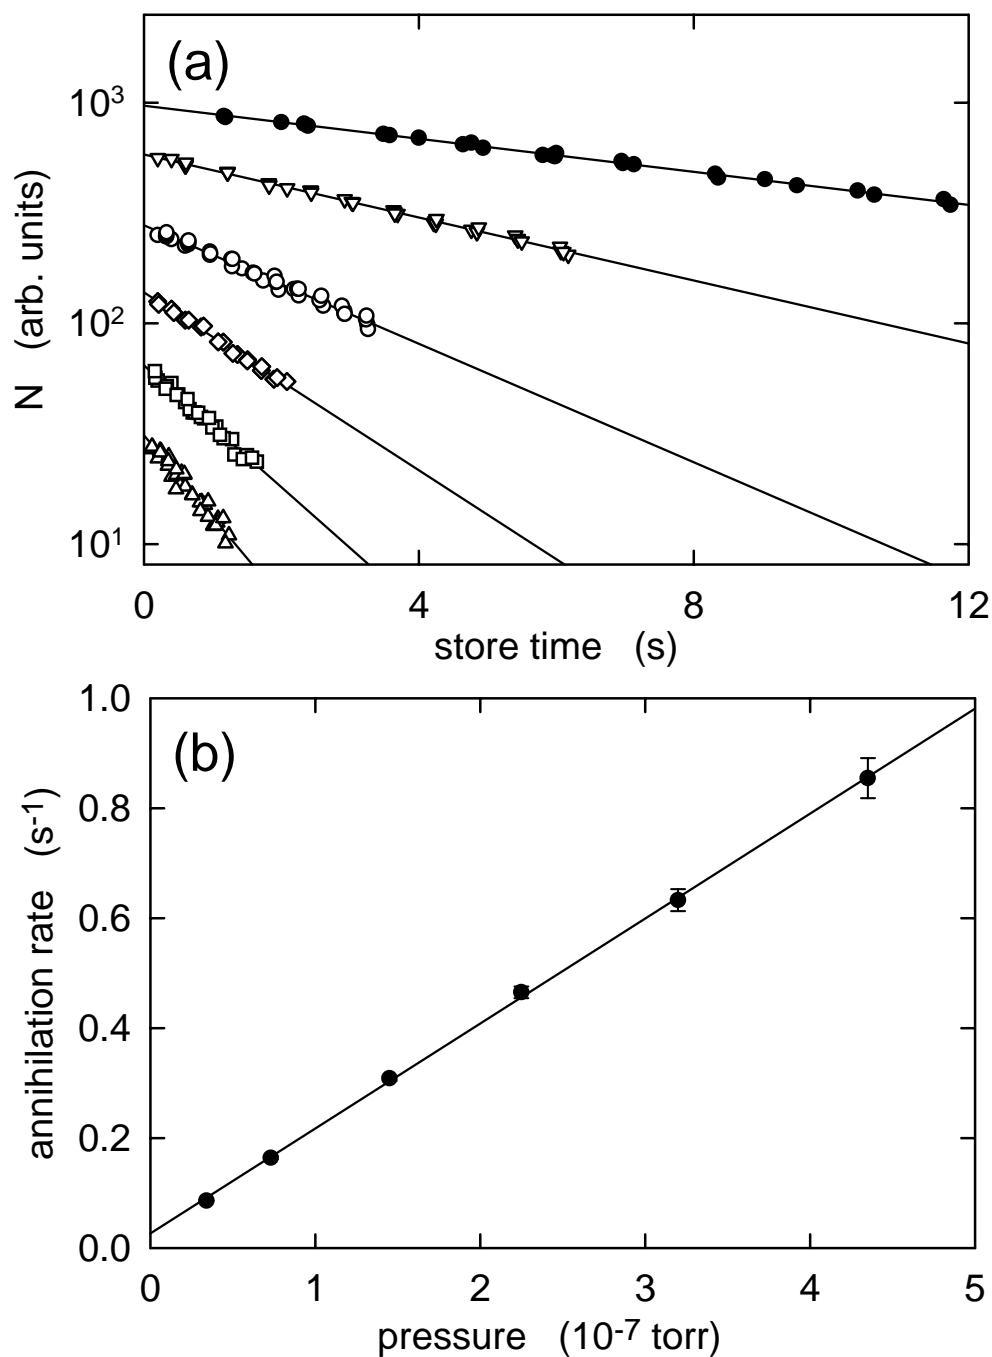 (a)
10³
10²
10¹
N (arb. units)
0 4 8 12
store time (s)
1.0
(b)
0.8
0.6
0.4
0.2
0.0
annihilation rate (s⁻¹)
0 1 2 3 4 5
pressure (10⁻⁷ torr)